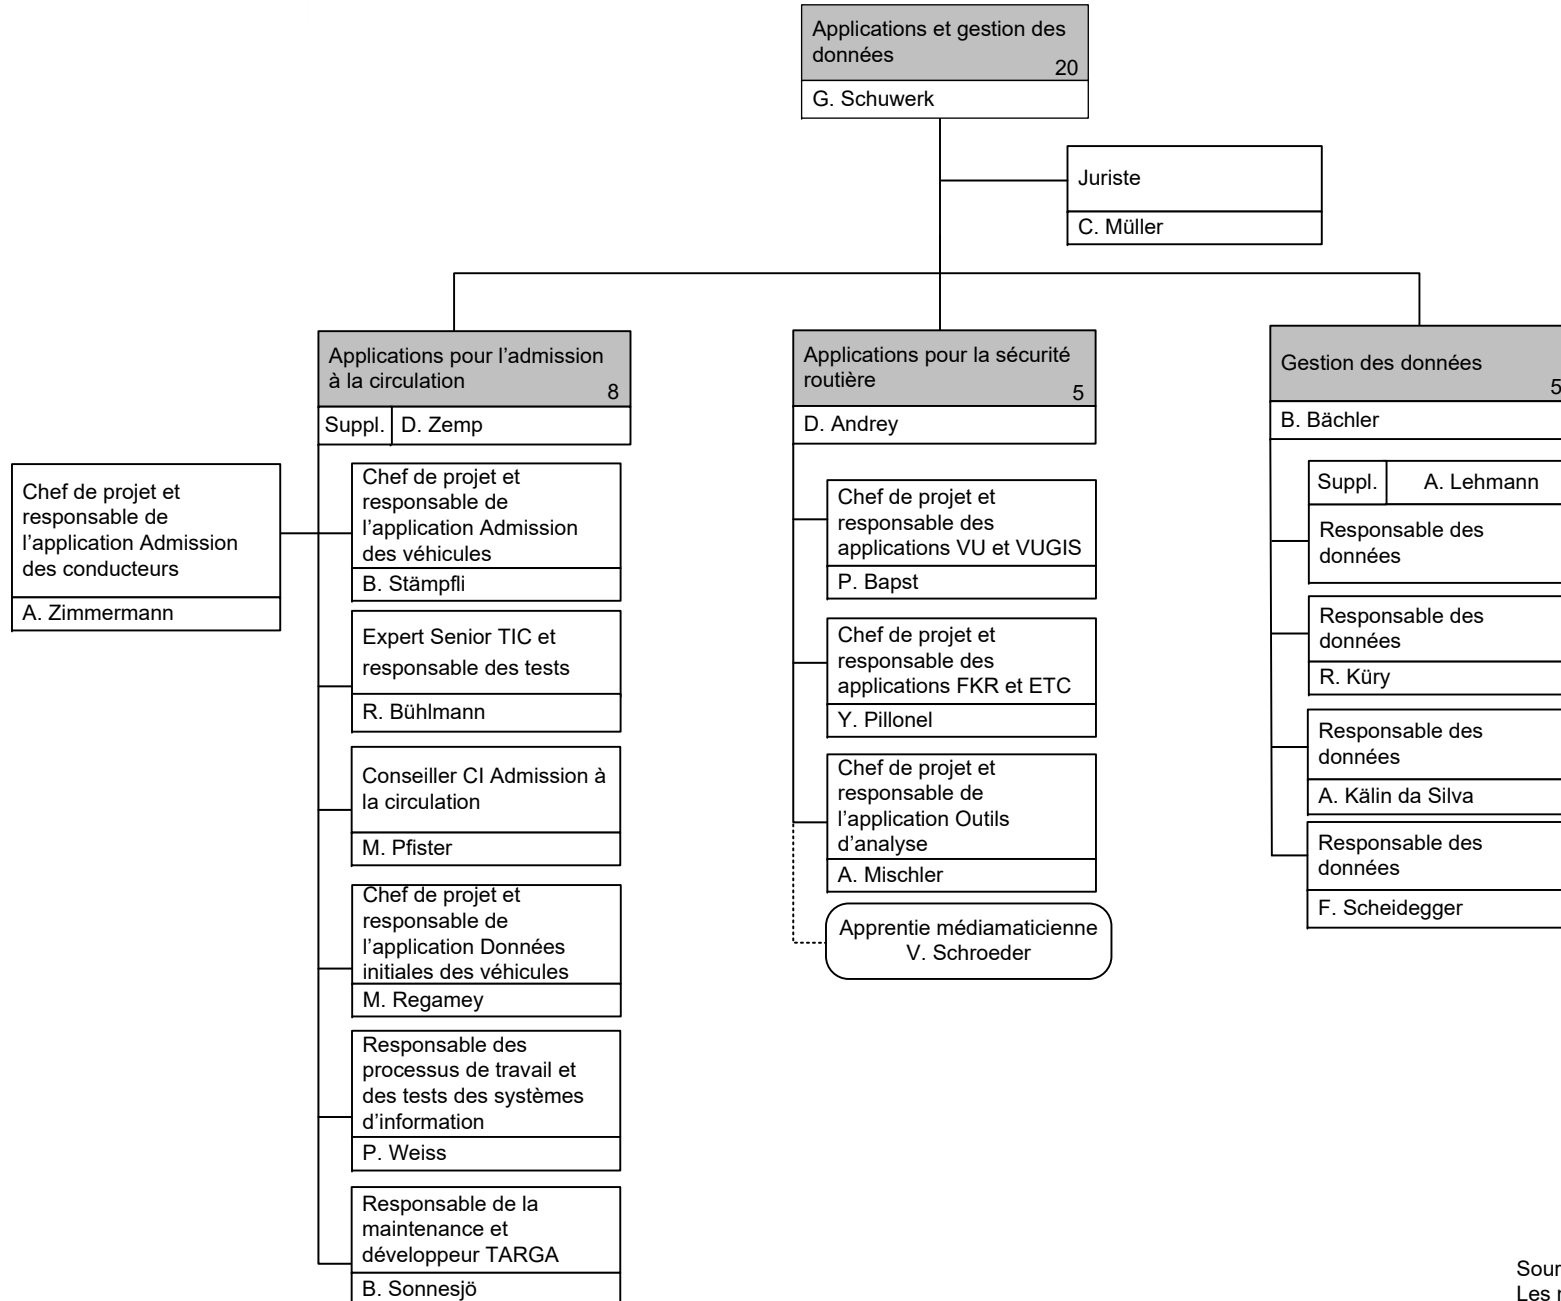 Applications et gestion des
données
20
G. Schuwerk
Juriste
C. Müller
Applications pour l'admission
à la circulation
8
Suppl. D. Zemp
Chef de projet et
responsable de
l'application Admission
des conducteurs
A. Zimmermann
Chef de projet et
responsable de
l'application Admission
des véhicules
B. Stämpfli
Expert Senior TIC et
responsable des tests
R. Bühlmann
Conseiller CI Admission à
la circulation
M. Pfister
Chef de projet et
responsable de
l'application Données
initiales des véhicules
M. Regamey
Responsable des
processus de travail et
des tests des systèmes
d'information
P. Weiss
Responsable de la
maintenance et
développeur TARGA
B. Sonnesjö
Applications pour la sécurité
routière
5
D. Andrey
Chef de projet et
responsable des
applications VU et VUGIS
P. Bapst
Chef de projet et
responsable des
applications FKR et ETC
Y. Pillonel
Chef de projet et
responsable de
l'application Outils
d'analyse
A. Mischler
Apprentie médiamaticienne
V. Schroeder
Gestion des données
5
B. Bächler
Suppl. A. Lehmann
Responsable des
données
Responsable des
données
R. Küry
Responsable des
données
A. Kälin da Silva
Responsable des
données
F. Scheidegger
Les